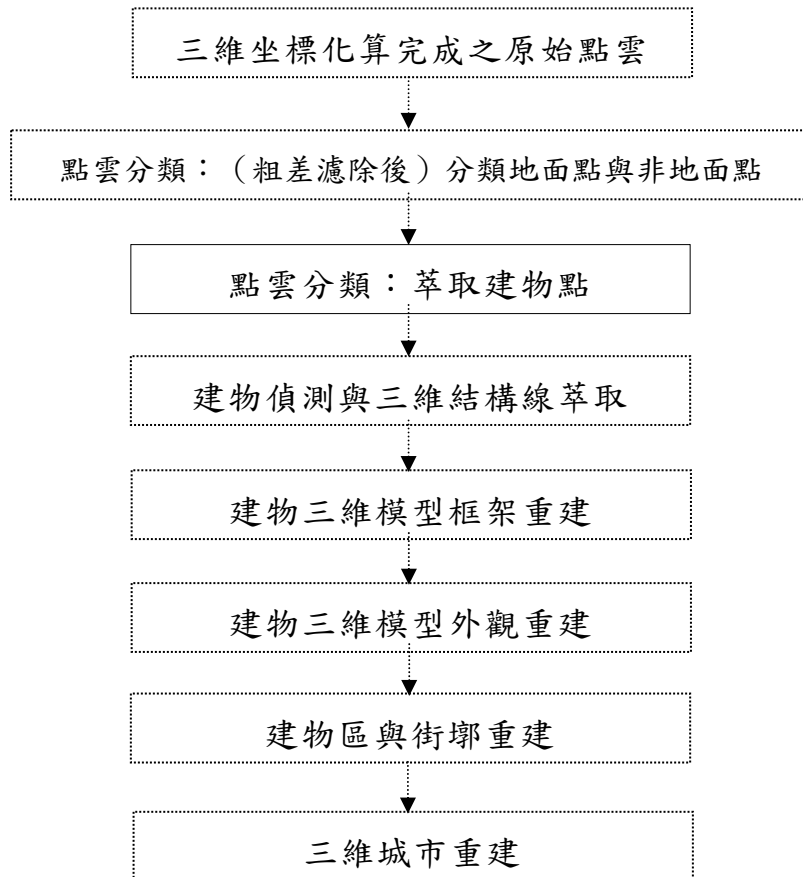 三維坐標化算完成之原始點雲
點雲分類：（粗差濾除後）分類地面點與非地面點
點雲分類：萃取建物點
建物偵測與三維結構線萃取
建物三維模型框架重建
建物三維模型外觀重建
建物區與街墎重建
三維城市重建